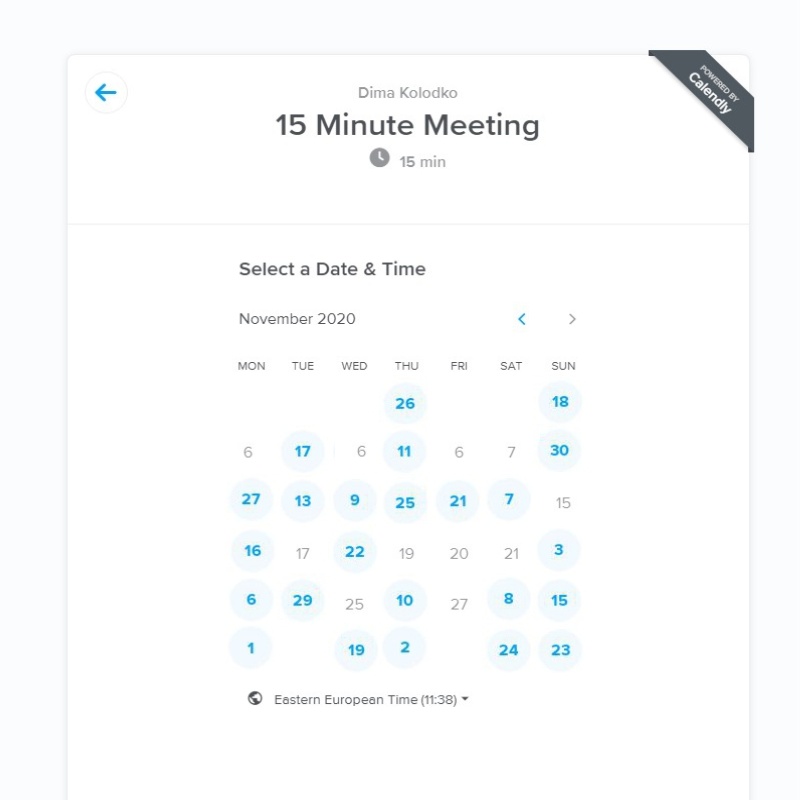 POWERED BY
Calendly
Dima Kolodko
15 Minute Meeting
15 min
Select a Date & Time
November 2020
MON TUE WED THU FRI SAT SUN
26 18
6 17 6 11 6 7 30
27 13 9 25 21 7 15
16 17 22 19 20 21 3
6 29 25 10 27 8 15
1 19 2 24 23
Eastern European Time (11:38)